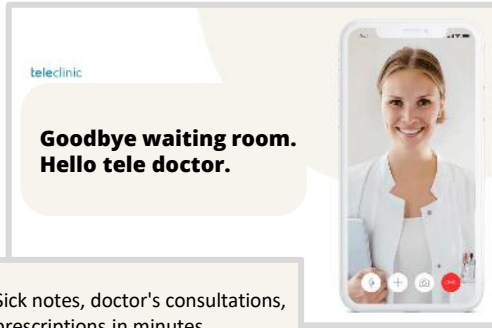 teleclinic
Goodbye waiting room.
Hello tele doctor.
Sick notes, doctor's consultations,
prescriptions in minutes